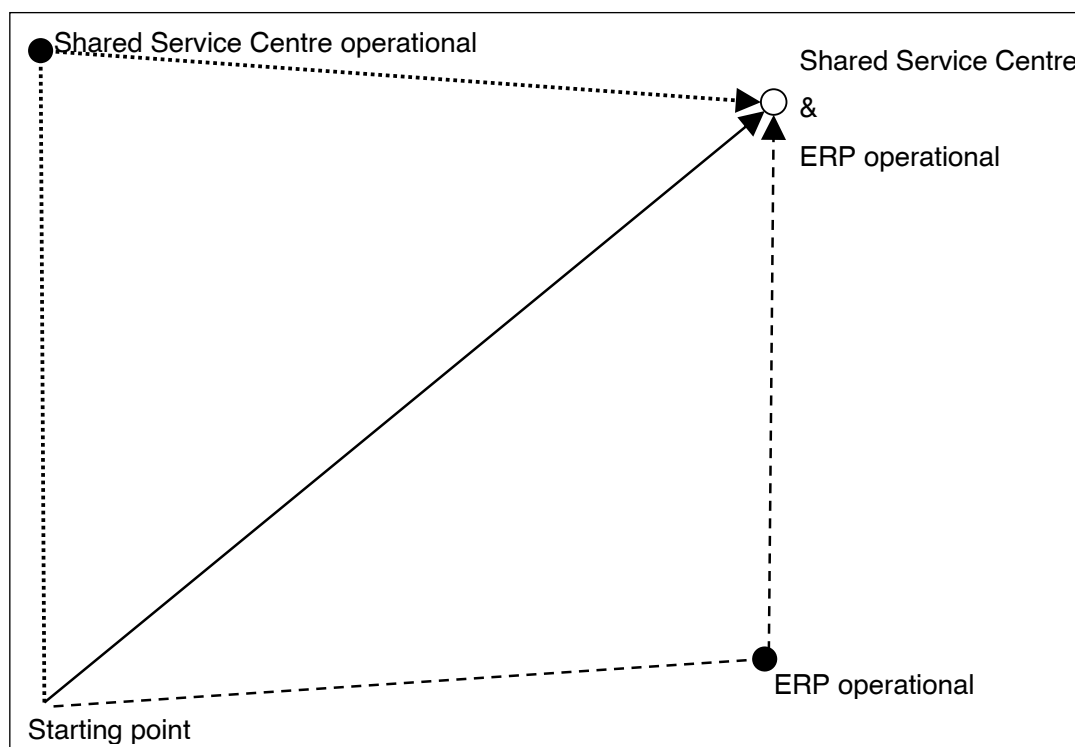 Shared Service Centre operational
Shared Service Centre
&
ERP operational
ERP operational
Starting point